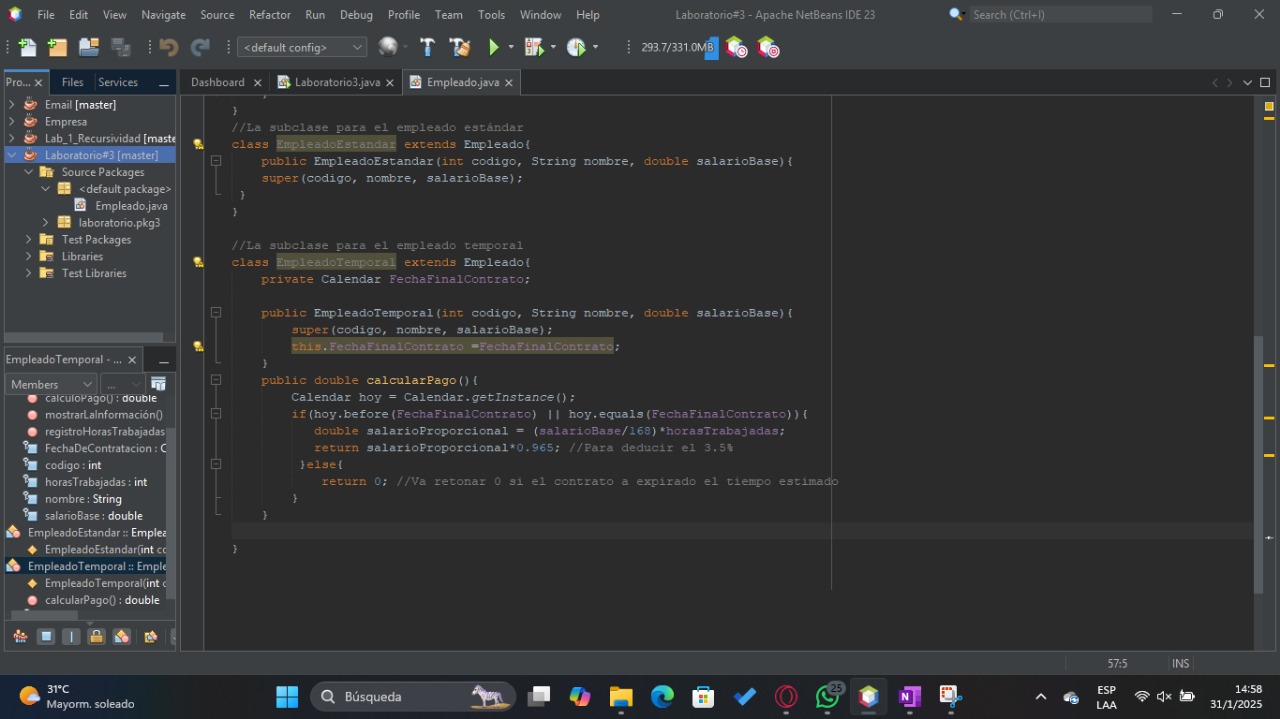 File Edit View Navigate Source Refactor Run Debug Profile Team Tools Window Help
Laboratorio#3 - Apache NetBeans IDE 23
Search (Ctrl+I)
<default config>
293.7/331.0MB
Pro... Files Services
Dashboard Laboratorio3.java Empleado.java
Email [master]
Empresa
Lab_1_Recursividad [maste
Laboratorio#3 [master]
Source Packages
<default package>
Empleado.java
laboratorio.pkg3
Test Packages
Libraries
Test Libraries
EmpleadoTemporal - ...
Members
...
calculoPago() : double
mostrarLaInformación()
registroHorasTrabajadas
FechaDeContratacion : C
codigo : int
horasTrabajadas : int
nombre : String
salarioBase : double
EmpleadoEstandar :: Emplea
EmpleadoEstandar(int co
EmpleadoTemporal :: Emple
EmpleadoTemporal(int c
calcularPago() : double
}
//La subclase para el empleado estándar
class EmpleadoEstandar extends Empleado{
public EmpleadoEstandar(int codigo, String nombre, double salarioBase){
super(codigo, nombre, salarioBase);
}
}
//La subclase para el empleado temporal
class EmpleadoTemporal extends Empleado{
private Calendar FechaFinalContrato;
public EmpleadoTemporal(int codigo, String nombre, double salarioBase){
super(codigo, nombre, salarioBase);
this.FechaFinalContrato =FechaFinalContrato;
}
public double calcularPago(){
Calendar hoy = Calendar.getInstance();
if(hoy.before(FechaFinalContrato) || hoy.equals(FechaFinalContrato)){
double salarioProporcional = (salarioBase/168)*horasTrabajadas;
return salarioProporcional*0.965; //Para deducir el 3.5%
}else{
return 0; //Va retonar 0 si el contrato a expirado el tiempo estimado
}
}
}
57:5 INS
31°C
Mayorm. soleado
Búsqueda
25
ESP
LAA
14:58
31/1/2025